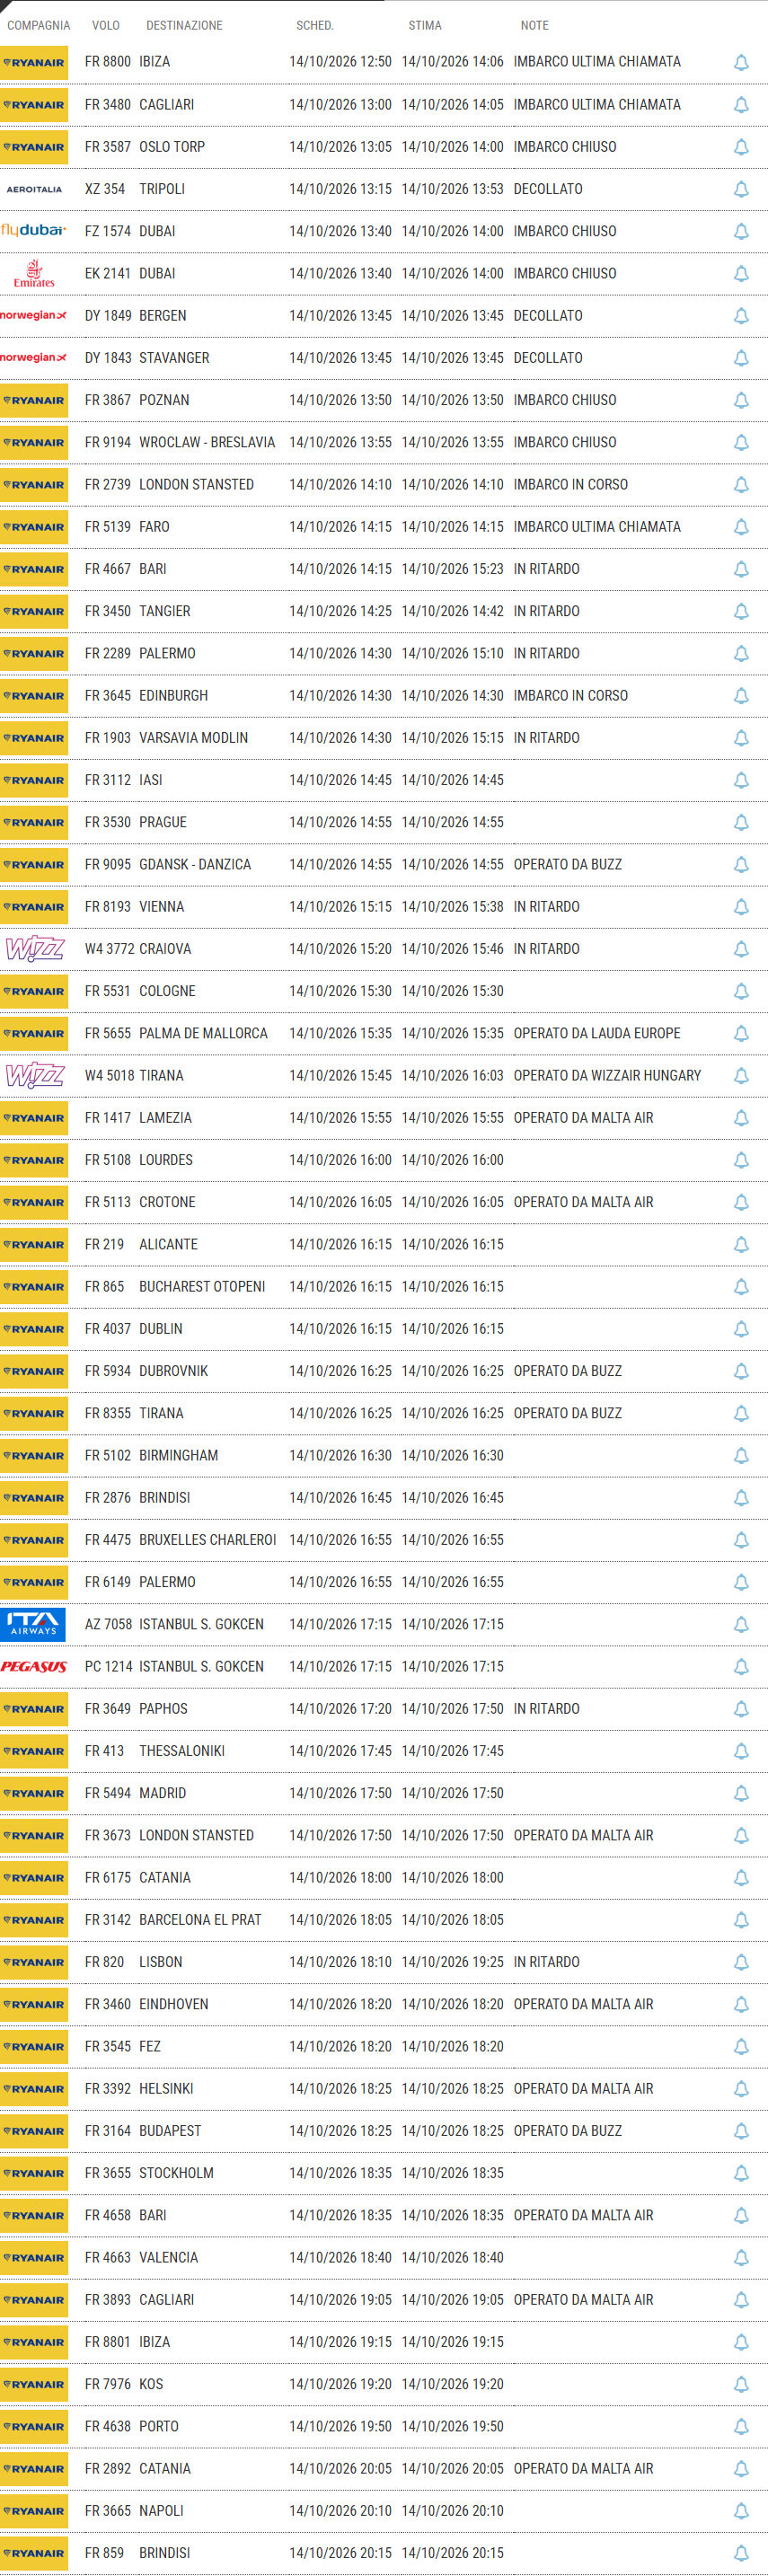 COMPAGNIA VOLO DESTINAZIONE SCHED. STIMA NOTE
RYANAIR FR 8800 IBIZA 14/10/2026 12:50 14/10/2026 14:06 IMBARCO ULTIMA CHIAMATA
RYANAIR FR 3480 CAGLIARI 14/10/2026 13:00 14/10/2026 14:05 IMBARCO ULTIMA CHIAMATA
RYANAIR FR 3587 OSLO TORP 14/10/2026 13:05 14/10/2026 14:00 IMBARCO CHIUSO
AEROITALIA XZ 354 TRIPOLI 14/10/2026 13:15 14/10/2026 13:53 DECOLLATO
flydubai FZ 1574 DUBAI 14/10/2026 13:40 14/10/2026 14:00 IMBARCO CHIUSO
Emirates EK 2141 DUBAI 14/10/2026 13:40 14/10/2026 14:00 IMBARCO CHIUSO
norwegian DY 1849 BERGEN 14/10/2026 13:45 14/10/2026 13:45 DECOLLATO
norwegian DY 1843 STAVANGER 14/10/2026 13:45 14/10/2026 13:45 DECOLLATO
RYANAIR FR 3867 POZNAN 14/10/2026 13:50 14/10/2026 13:50 IMBARCO CHIUSO
RYANAIR FR 9194 WROCLAW - BRESLAVIA 14/10/2026 13:55 14/10/2026 13:55 IMBARCO CHIUSO
RYANAIR FR 2739 LONDON STANSTED 14/10/2026 14:10 14/10/2026 14:10 IMBARCO IN CORSO
RYANAIR FR 5139 FARO 14/10/2026 14:15 14/10/2026 14:15 IMBARCO ULTIMA CHIAMATA
RYANAIR FR 4667 BARI 14/10/2026 14:15 14/10/2026 15:23 IN RITARDO
RYANAIR FR 3450 TANGIER 14/10/2026 14:25 14/10/2026 14:42 IN RITARDO
RYANAIR FR 2289 PALERMO 14/10/2026 14:30 14/10/2026 15:10 IN RITARDO
RYANAIR FR 3645 EDINBURGH 14/10/2026 14:30 14/10/2026 14:30 IMBARCO IN CORSO
RYANAIR FR 1903 VARSAVIA MODLIN 14/10/2026 14:30 14/10/2026 15:15 IN RITARDO
RYANAIR FR 3112 IASI 14/10/2026 14:45 14/10/2026 14:45
RYANAIR FR 3530 PRAGUE 14/10/2026 14:55 14/10/2026 14:55
RYANAIR FR 9095 GDANSK - DANZICA 14/10/2026 14:55 14/10/2026 14:55 OPERATO DA BUZZ
RYANAIR FR 8193 VIENNA 14/10/2026 15:15 14/10/2026 15:38 IN RITARDO
WIZZ W4 3772 CRAIOVA 14/10/2026 15:20 14/10/2026 15:46 IN RITARDO
RYANAIR FR 5531 COLOGNE 14/10/2026 15:30 14/10/2026 15:30
RYANAIR FR 5655 PALMA DE MALLORCA 14/10/2026 15:35 14/10/2026 15:35 OPERATO DA LAUDA EUROPE
WIZZ W4 5018 TIRANA 14/10/2026 15:45 14/10/2026 16:03 OPERATO DA WIZZAIR HUNGARY
RYANAIR FR 1417 LAMEZIA 14/10/2026 15:55 14/10/2026 15:55 OPERATO DA MALTA AIR
RYANAIR FR 5108 LOURDES 14/10/2026 16:00 14/10/2026 16:00
RYANAIR FR 5113 CROTONE 14/10/2026 16:05 14/10/2026 16:05 OPERATO DA MALTA AIR
RYANAIR FR 219 ALICANTE 14/10/2026 16:15 14/10/2026 16:15
RYANAIR FR 865 BUCHAREST OTOPENI 14/10/2026 16:15 14/10/2026 16:15
RYANAIR FR 4037 DUBLIN 14/10/2026 16:15 14/10/2026 16:15
RYANAIR FR 5934 DUBROVNIK 14/10/2026 16:25 14/10/2026 16:25 OPERATO DA BUZZ
RYANAIR FR 8355 TIRANA 14/10/2026 16:25 14/10/2026 16:25 OPERATO DA BUZZ
RYANAIR FR 5102 BIRMINGHAM 14/10/2026 16:30 14/10/2026 16:30
RYANAIR FR 2876 BRINDISI 14/10/2026 16:45 14/10/2026 16:45
RYANAIR FR 4475 BRUXELLES CHARLEROI 14/10/2026 16:55 14/10/2026 16:55
RYANAIR FR 6149 PALERMO 14/10/2026 16:55 14/10/2026 16:55
ITA AIRWAYS AZ 7058 ISTANBUL S. GOKCEN 14/10/2026 17:15 14/10/2026 17:15
PEGASUS PC 1214 ISTANBUL S. GOKCEN 14/10/2026 17:15 14/10/2026 17:15
RYANAIR FR 3649 PAPHOS 14/10/2026 17:20 14/10/2026 17:50 IN RITARDO
RYANAIR FR 413 THESSALONIKI 14/10/2026 17:45 14/10/2026 17:45
RYANAIR FR 5494 MADRID 14/10/2026 17:50 14/10/2026 17:50
RYANAIR FR 3673 LONDON STANSTED 14/10/2026 17:50 14/10/2026 17:50 OPERATO DA MALTA AIR
RYANAIR FR 6175 CATANIA 14/10/2026 18:00 14/10/2026 18:00
RYANAIR FR 3142 BARCELONA EL PRAT 14/10/2026 18:05 14/10/2026 18:05
RYANAIR FR 820 LISBON 14/10/2026 18:10 14/10/2026 19:25 IN RITARDO
RYANAIR FR 3460 EINDHOVEN 14/10/2026 18:20 14/10/2026 18:20 OPERATO DA MALTA AIR
RYANAIR FR 3545 FEZ 14/10/2026 18:20 14/10/2026 18:20
RYANAIR FR 3392 HELSINKI 14/10/2026 18:25 14/10/2026 18:25 OPERATO DA MALTA AIR
RYANAIR FR 3164 BUDAPEST 14/10/2026 18:25 14/10/2026 18:25 OPERATO DA BUZZ
RYANAIR FR 3655 STOCKHOLM 14/10/2026 18:35 14/10/2026 18:35
RYANAIR FR 4658 BARI 14/10/2026 18:35 14/10/2026 18:35 OPERATO DA MALTA AIR
RYANAIR FR 4663 VALENCIA 14/10/2026 18:40 14/10/2026 18:40
RYANAIR FR 3893 CAGLIARI 14/10/2026 19:05 14/10/2026 19:05 OPERATO DA MALTA AIR
RYANAIR FR 8801 IBIZA 14/10/2026 19:15 14/10/2026 19:15
RYANAIR FR 7976 KOS 14/10/2026 19:20 14/10/2026 19:20
RYANAIR FR 4638 PORTO 14/10/2026 19:50 14/10/2026 19:50
RYANAIR FR 2892 CATANIA 14/10/2026 20:05 14/10/2026 20:05 OPERATO DA MALTA AIR
RYANAIR FR 3665 NAPOLI 14/10/2026 20:10 14/10/2026 20:10
RYANAIR FR 859 BRINDISI 14/10/2026 20:15 14/10/2026 20:15